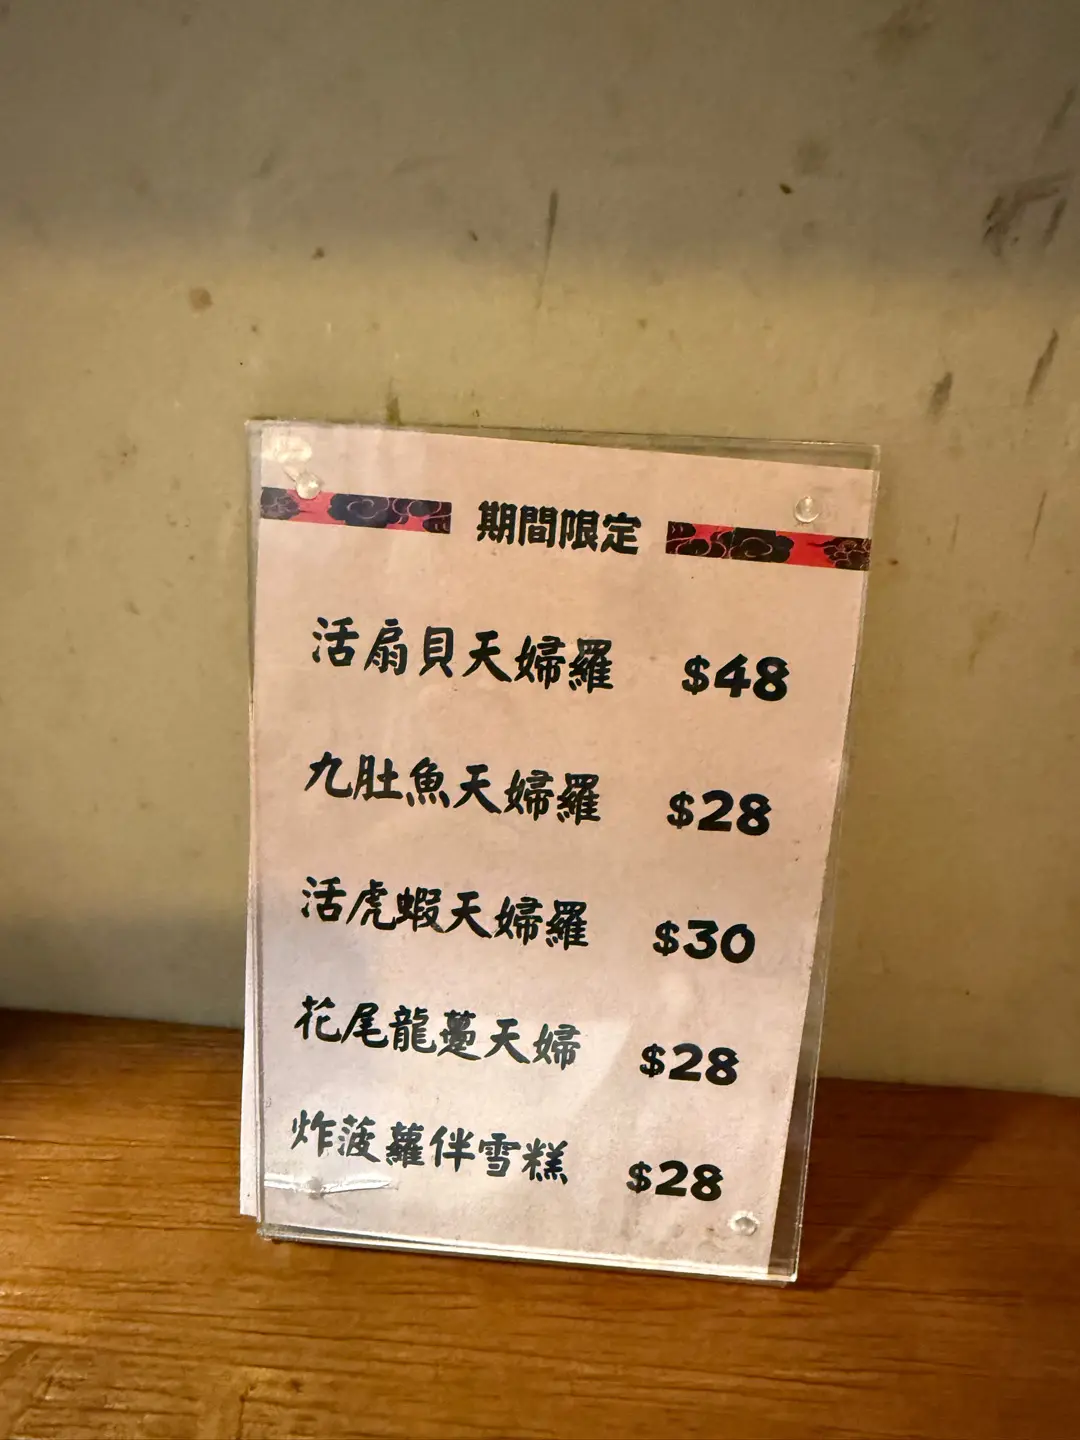 期間限定
活扇貝天婦羅 $48
九肚魚天婦羅 $28
活虎蝦天婦羅 $30
花尾龍躉天婦 $28
炸菠蘿伴雪糕 $28